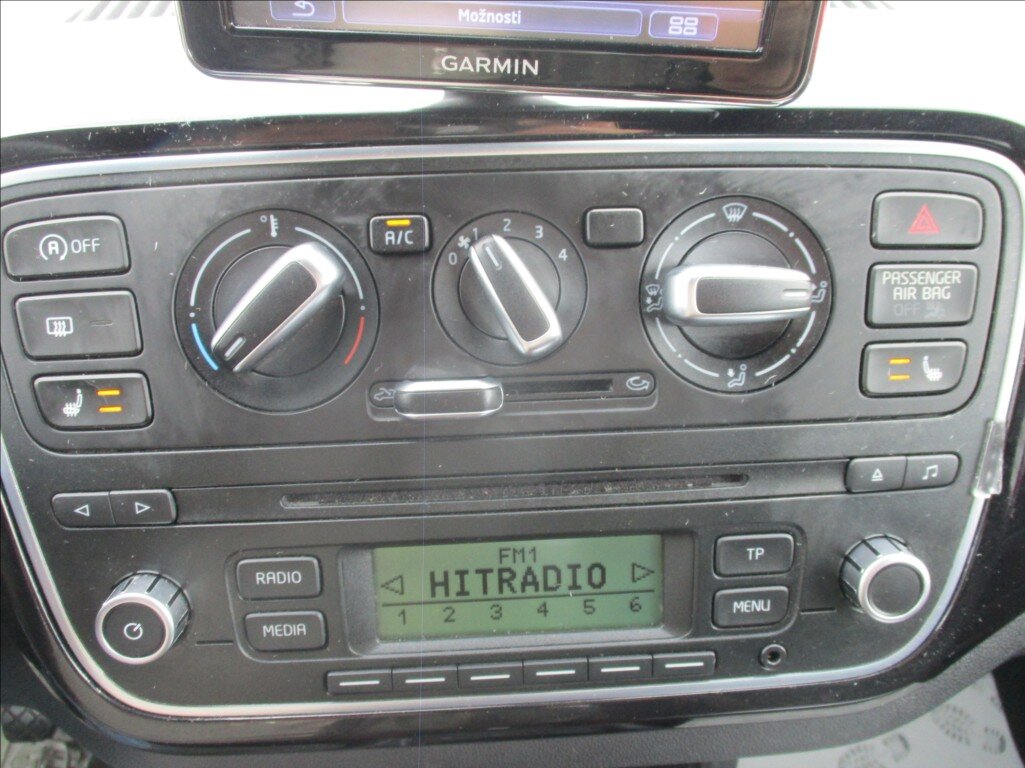 Možnosti
GARMIN
A OFF
A/C
0 1 2 3 4
PASSENGER
AIR BAG
OFF
RADIO
MEDIA
FM1
HITRÁDIO
1 2 3 4 5 6
TP
MENU